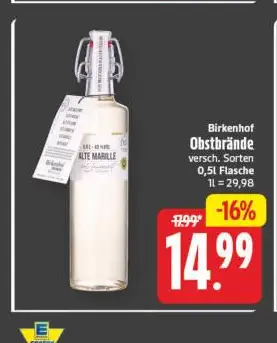 Birkenhof
Obstbrände
versch. Sorten
0,5l Flasche
1l = 29,98
17.99*
-16%
14.99
ALTE MARILLE
E